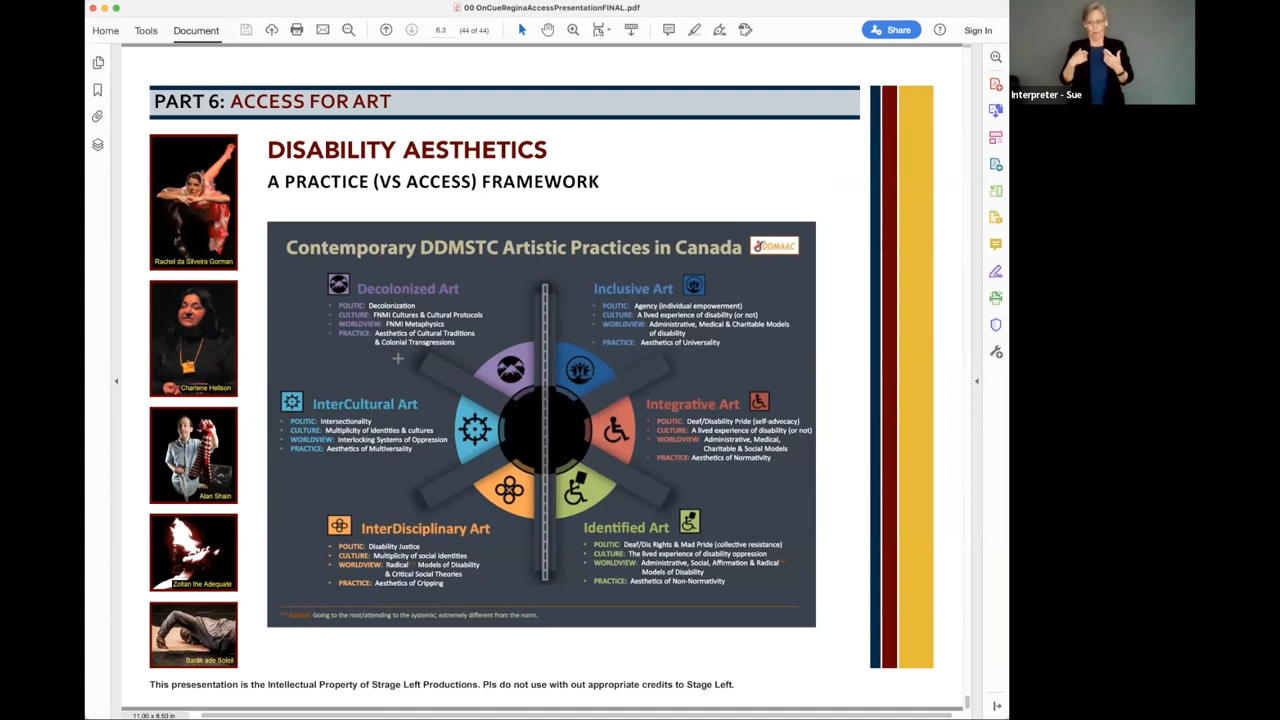 00 OnCueReginaAccessPresentationFINAL.pdf
Home
Tools
Document
6.3
(44 of 44)
Share
Sign In
Interpreter - Sue
PART 6: ACCESS FOR ART
DISABILITY AESTHETICS
A PRACTICE (VS ACCESS) FRAMEWORK
Rachel da Silveira Gorman
Charlene Hellson
Alan Shain
Zoltan the Adequate
Barak ade Soleil
Contemporary DDMSTC Artistic Practices in Canada
DDMAAC
Decolonized Art
POLITIC: Decolonization
CULTURE: FNMI Cultures & Cultural Protocols
WORLDVIEW: FNMI Metaphysics
PRACTICE: Aesthetics of Cultural Traditions
& Colonial Transgressions
Inclusive Art
POLITIC: Agency (individual empowerment)
CULTURE: A lived experience of disability (or not)
WORLDVIEW: Administrative, Medical & Charitable Models
of disability
PRACTICE: Aesthetics of Universality
InterCultural Art
POLITIC: Intersectionality
CULTURE: Multiplicity of identities & cultures
WORLDVIEW: Interlocking Systems of Oppression
PRACTICE: Aesthetics of Multiversality
Integrative Art
POLITIC: Deaf/Disability Pride (self-advocacy)
CULTURE: A lived experience of disability (or not)
WORLDVIEW: Administrative, Medical,
Charitable & Social Models
PRACTICE: Aesthetics of Normativity
InterDisciplinary Art
POLITIC: Disability Justice
CULTURE: Multiplicity of social identities
WORLDVIEW: Radical** Models of Disability
& Critical Social Theories
PRACTICE: Aesthetics of Cripping
Identified Art
POLITIC: Deaf/Dis Rights & Mad Pride (collective resistance)
CULTURE: The lived experience of disability oppression
WORLDVIEW: Administrative, Social, Affirmation & Radical**
Models of Disability
PRACTICE: Aesthetics of Non-Normativity
**Radical: Going to the root/attending to the systemic; extremely different from the norm.
This presesentation is the Intellectual Property of Strage Left Productions. Pls do not use with out appropriate credits to Stage Left.
11.00 x 8.50 in